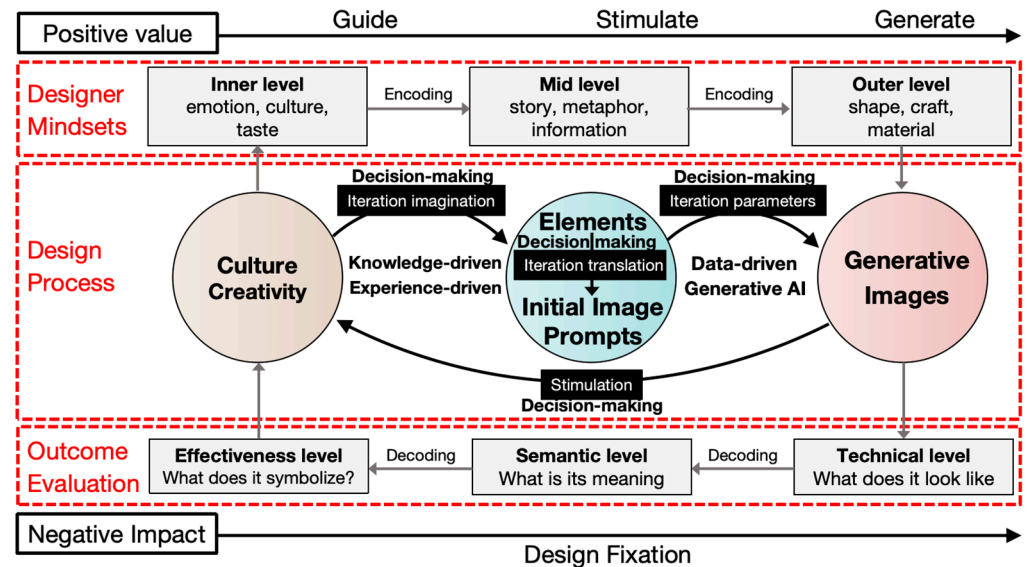 Positive value
Guide
Stimulate
Generate
Designer
Mindsets
Inner level
emotion, culture,
taste
Encoding
Mid level
story, metaphor,
information
Encoding
Outer level
shape, craft,
material
Design
Process
Culture
Creativity
Decision-making
Iteration imagination
Knowledge-driven
Experience-driven
Elements
Decision making
Iteration translation
Initial Image
Prompts
Decision-making
Iteration parameters
Data-driven
Generative AI
Generative
Images
Stimulation
Decision-making
Outcome
Evaluation
Effectiveness level
What does it symbolize?
Decoding
Semantic level
What is its meaning
Decoding
Technical level
What does it look like
Negative Impact
Design Fixation